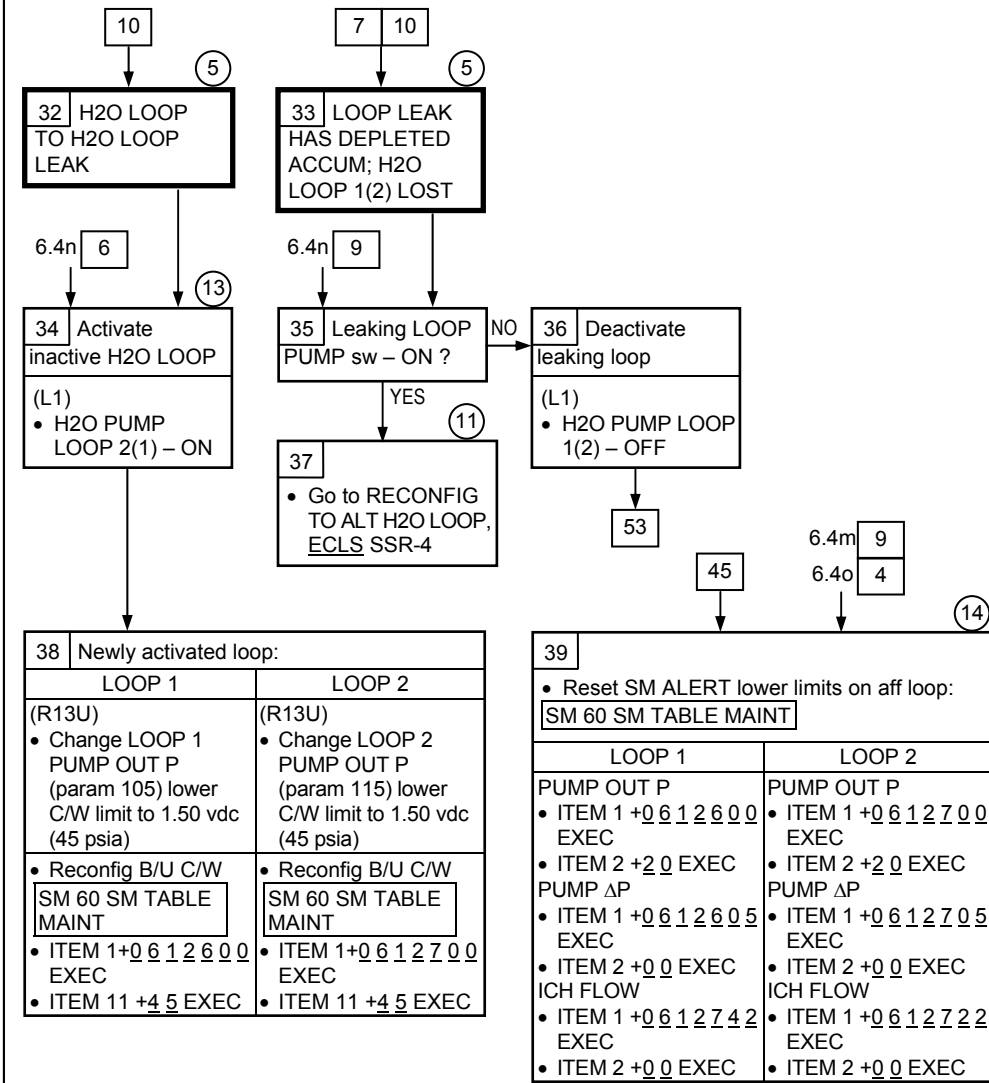 10
5
32 H2O LOOP
TO H2O LOOP
LEAK
7 10
5
33 LOOP LEAK
HAS DEPLETED
ACCUM; H2O
LOOP 1(2) LOST
6.4n 6
13
34 Activate
inactive H2O LOOP
(L1)
• H2O PUMP
LOOP 2(1) – ON
6.4n 9
35 Leaking LOOP
PUMP sw – ON ?
NO
YES
36 Deactivate
leaking loop
(L1)
• H2O PUMP LOOP
1(2) – OFF
53
11
37
• Go to RECONFIG
TO ALT H2O LOOP,
ECLS SSR-4
38 Newly activated loop:
LOOP 1
(R13U)
• Change LOOP 1
PUMP OUT P
(param 105) lower
C/W limit to 1.50 vdc
(45 psia)
• Reconfig B/U C/W
SM 60 SM TABLE
MAINT
• ITEM 1+0 6 1 2 6 0 0
EXEC
• ITEM 11 +4 5 EXEC
LOOP 2
(R13U)
• Change LOOP 2
PUMP OUT P
(param 115) lower
C/W limit to 1.50 vdc
(45 psia)
• Reconfig B/U C/W
SM 60 SM TABLE
MAINT
• ITEM 1+0 6 1 2 7 0 0
EXEC
• ITEM 11 +4 5 EXEC
45
6.4m 9
6.4o 4
14
39
• Reset SM ALERT lower limits on aff loop:
SM 60 SM TABLE MAINT
LOOP 1
PUMP OUT P
• ITEM 1 +0 6 1 2 6 0 0
EXEC
• ITEM 2 +2 0 EXEC
PUMP ΔP
• ITEM 1 +0 6 1 2 6 0 5
EXEC
• ITEM 2 +0 0 EXEC
ICH FLOW
• ITEM 1 +0 6 1 2 7 4 2
EXEC
• ITEM 2 +0 0 EXEC
LOOP 2
PUMP OUT P
• ITEM 1 +0 6 1 2 7 0 0
EXEC
• ITEM 2 +2 0 EXEC
PUMP ΔP
• ITEM 1 +0 6 1 2 7 0 5
EXEC
• ITEM 2 +0 0 EXEC
ICH FLOW
• ITEM 1 +0 6 1 2 7 2 2
EXEC
• ITEM 2 +0 0 EXEC